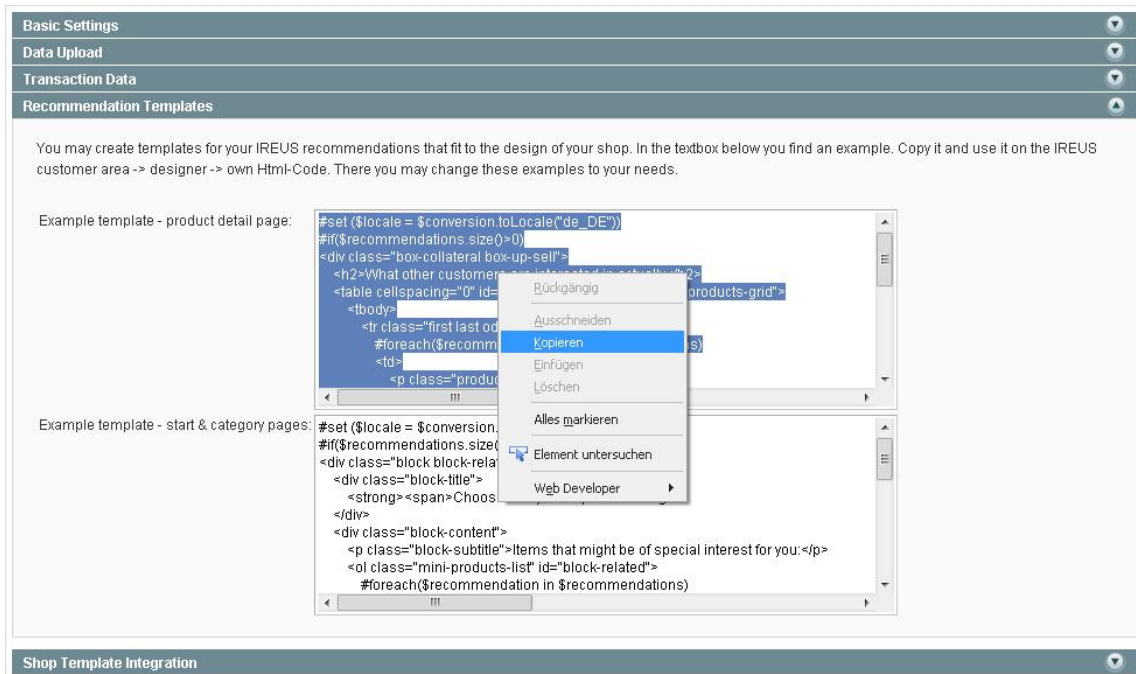 Basic Settings
Data Upload
Transaction Data
Recommendation Templates
You may create templates for your IREUS recommendations that fit to the design of your shop. In the textbox below you find an example. Copy it and use it on the IREUS
customer area -> designer -> own Html-Code. There you may change these examples to your needs.
Example template - product detail page:
#set ($locale = $conversion.toLocale("de_DE"))
#if($recommendations.size()>0)
<div class="box-collateral box-up-sell">
<h2>What other customers are interested in actually:</h2>
<table cellspacing="0" id= products-grid">
<tbody>
<tr class="first last od
#foreach($recomm s)
<td>
<p class="produc
Rückgängig
Ausschneiden
Kopieren
Einfügen
Löschen
Alles markieren
Element untersuchen
Web Developer
Example template - start & category pages:
#set ($locale = $conversion.
#if($recommendations.size(
<div class="block block-rela
<div class="block-title">
<strong><span>Choos
</div>
<div class="block-content">
<p class="block-subtitle">Items that might be of special interest for you:</p>
<ol class="mini-products-list" id="block-related">
#foreach($recommendation in $recommendations)
Shop Template Integration